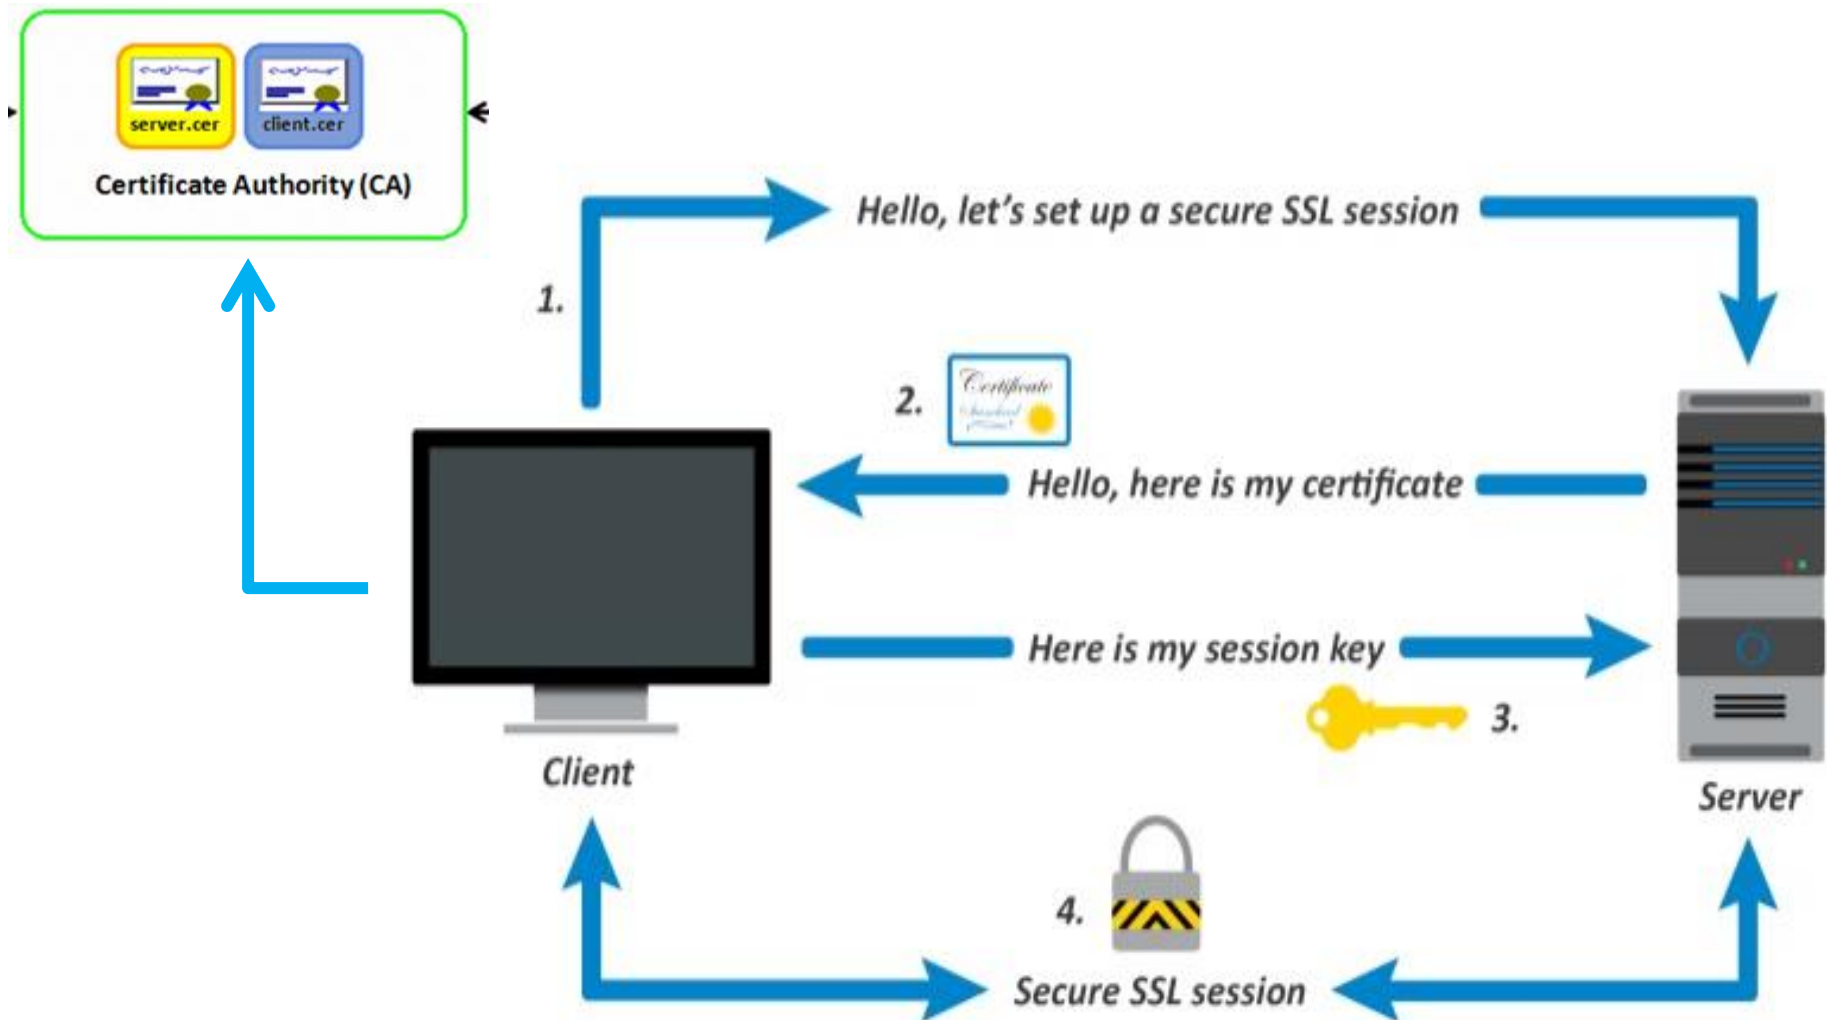 server.cer
client.cer
Certificate Authority (CA)
1.
Hello, let's set up a secure SSL session
2.
Certificate
Hello, here is my certificate
Here is my session key
3.
Client
Server
4.
Secure SSL session